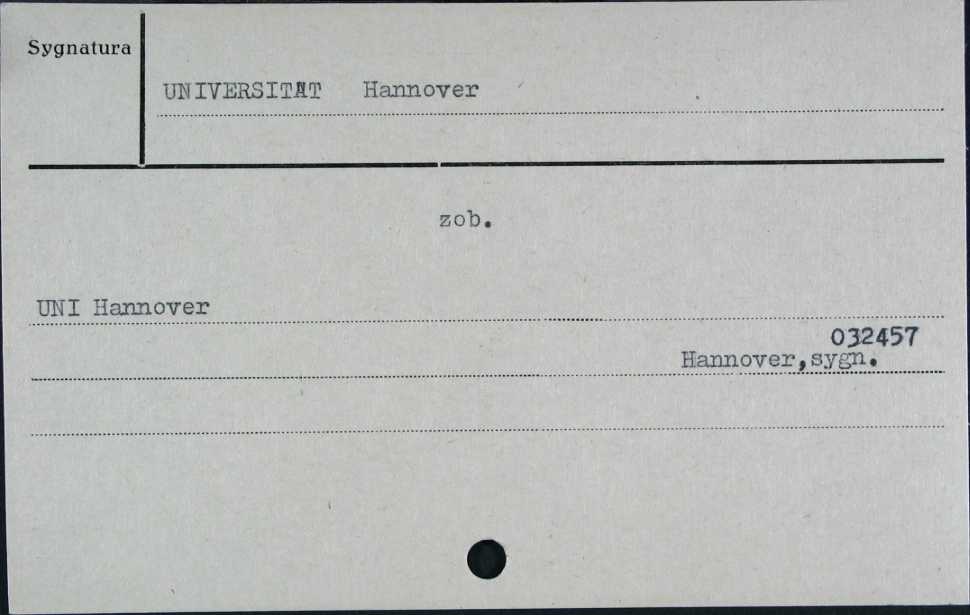 Sygnatura
UNIVERSITÄT Hannover
zob.
UNI Hannover
032457
Hannover,sygn.